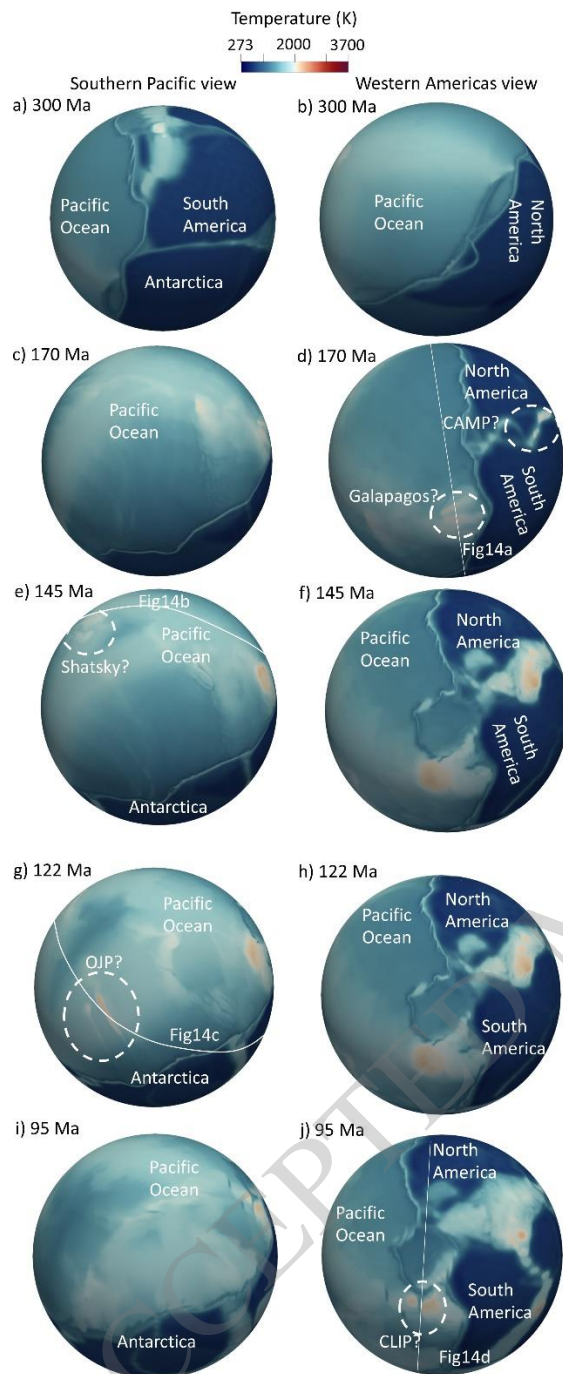 Temperature (K)
273 2000 3700
Southern Pacific view
Western Americas view
a) 300 Ma
Pacific
Ocean
South
America
Antarctica
b) 300 Ma
Pacific
Ocean
North
America
c) 170 Ma
Pacific
Ocean
d) 170 Ma
North
America
CAMP?
South
America
Galapagos?
Fig14a
e) 145 Ma
Fig14b
Pacific
Ocean
Shatsky?
Antarctica
f) 145 Ma
Pacific
Ocean
North
America
South
America
g) 122 Ma
Pacific
Ocean
OJP?
Fig14c
Antarctica
h) 122 Ma
Pacific
Ocean
North
America
South
America
i) 95 Ma
Pacific
Ocean
Antarctica
j) 95 Ma
North
America
Pacific
Ocean
South
America
CLIP?
Fig14d